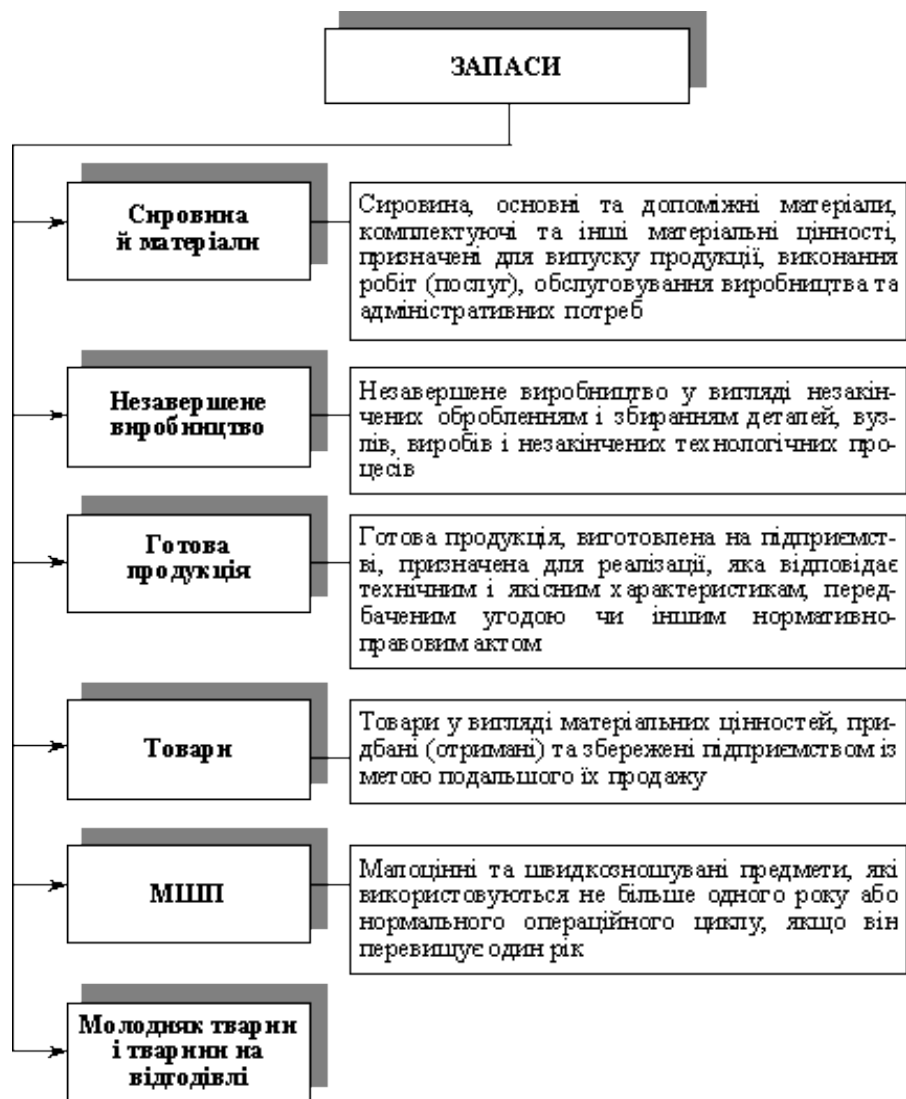 ЗАПАСИ
Сировина
й матеріали
Сировина, основні та допоміжні матеріали,
комплектуючі та інші матеріальні цінності,
призначені для випуску продукції, виконання
робіт (послуг), обслуговування виробництва та
адміністративних потреб
Незавершене
виробництво
Незавершене виробництво у вигляді незакін-
чених обробленням і збиранням деталей, вуз-
лів, виробів і незакінчених технологічних про-
цесів
Готова
продукція
Готова продукція, виготовлена на підприємст-
ві, призначена для реалізації, яка відповідає
технічним і якісним характеристикам, перед-
баченим угодою чи іншим нормативно-
правовим актом
Товари
Товари у вигляді матеріальних цінностей, при-
дбані (отримані) та збережені підприємством із
метою подальшого їх продажу
МШП
Малоцінні та швидкозношувані предмети, які
використовуються не більше одного року або
нормального операційного циклу, якщо він
перевищує один рік
Молодняк тварин
і тварини на
відгодівлі